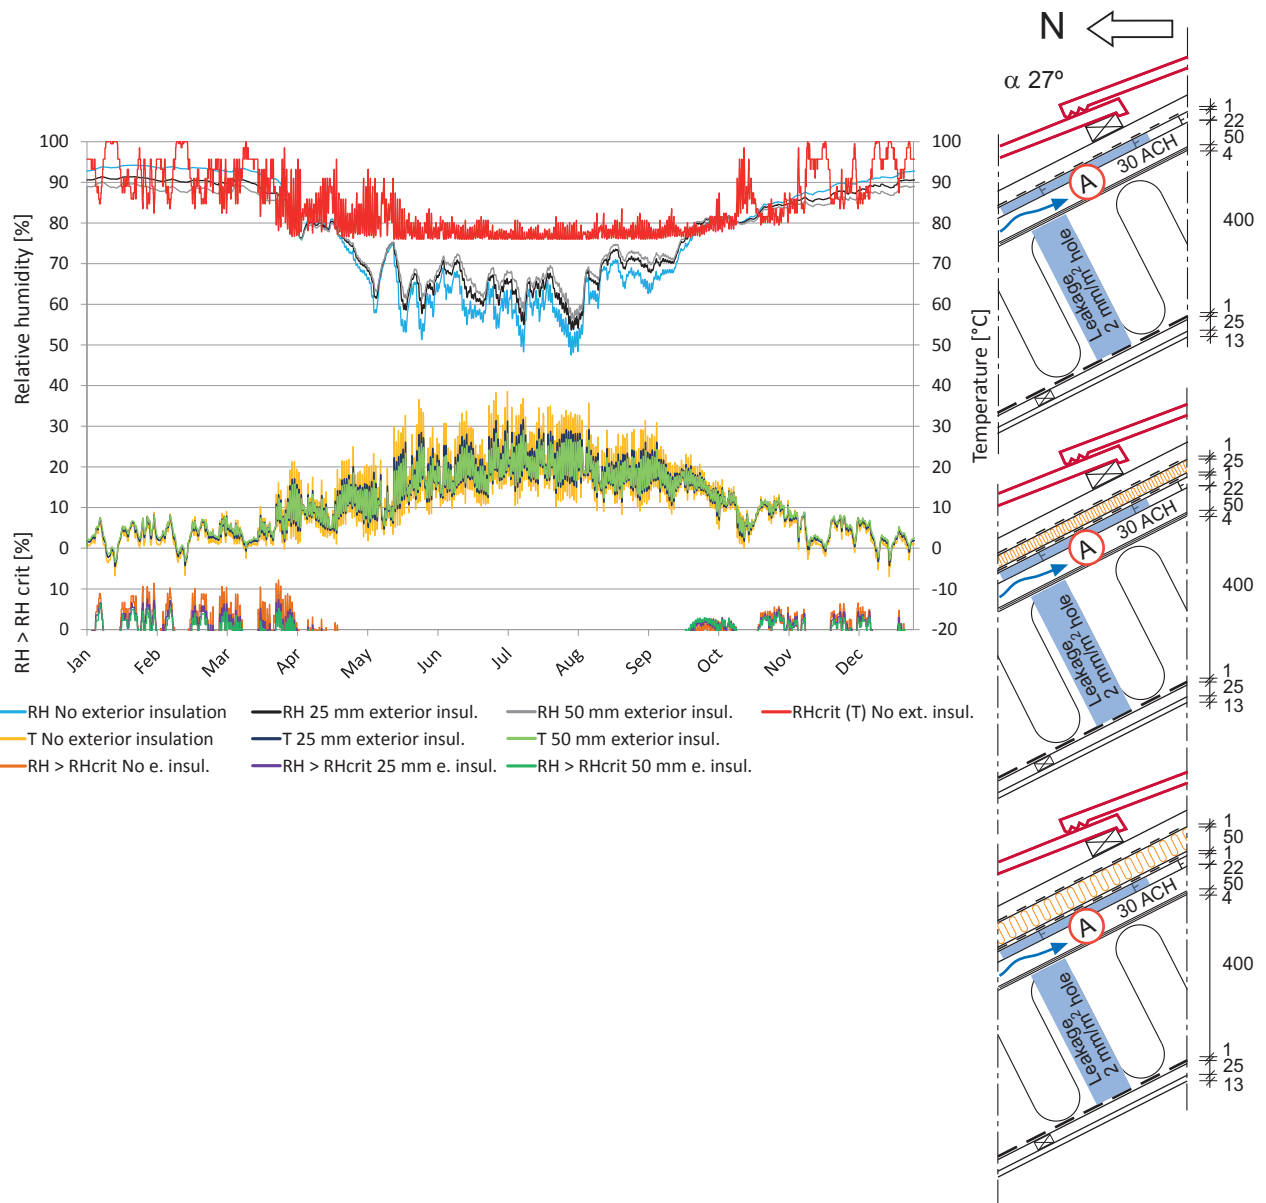 N
α 27º
100
90
80
70
60
50
40
30
20
10
0
10
0
Relative humidity [%]
RH > RH crit [%]
100
90
80
70
60
50
40
30
20
10
0
-10
-20
Temperature [°C]
Jan
Feb
Mar
Apr
May
Jun
Jul
Aug
Sep
Oct
Nov
Dec
RH No exterior insulation
RH 25 mm exterior insul.
RH 50 mm exterior insul.
RHcrit (T) No ext. insul.
T No exterior insulation
T 25 mm exterior insul.
T 50 mm exterior insul.
RH > RHcrit No e. insul.
RH > RHcrit 25 mm e. insul.
RH > RHcrit 50 mm e. insul.
A
30 ACH
Leakage
2 mm/m² hole
1
22
50
4
400
1
25
13
A
30 ACH
Leakage
2 mm/m² hole
1
25
1
22
50
4
400
1
25
13
A
30 ACH
Leakage
2 mm/m² hole
1
50
1
22
50
4
400
1
25
13